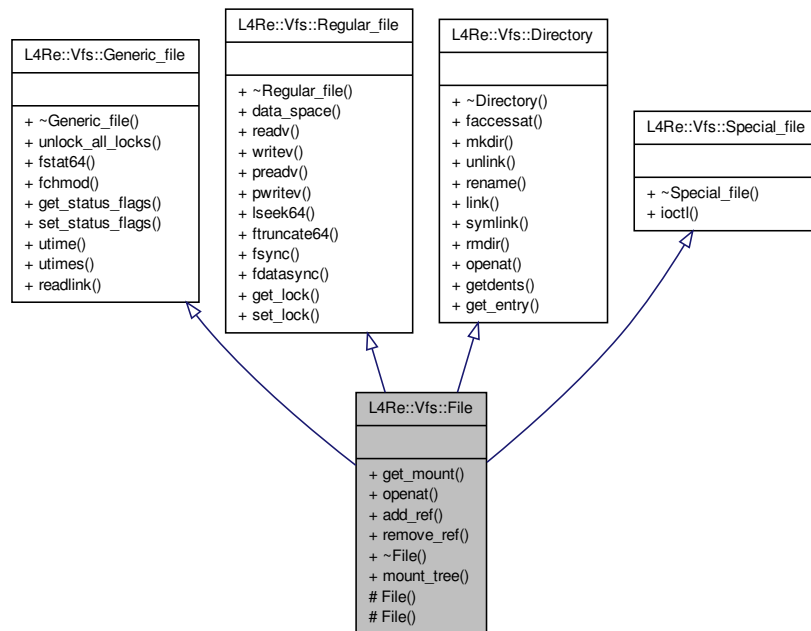 L4Re::Vfs::Generic_file
+ ~Generic_file()
+ unlock_all_locks()
+ fstat64()
+ fchmod()
+ get_status_flags()
+ set_status_flags()
+ utime()
+ utimes()
+ readlink()
L4Re::Vfs::Regular_file
+ ~Regular_file()
+ data_space()
+ readv()
+ writev()
+ preadv()
+ pwritev()
+ lseek64()
+ ftruncate64()
+ fsync()
+ fdatasync()
+ get_lock()
+ set_lock()
L4Re::Vfs::Directory
+ ~Directory()
+ faccessat()
+ mkdir()
+ unlink()
+ rename()
+ link()
+ symlink()
+ rmdir()
+ openat()
+ getdents()
+ get_entry()
L4Re::Vfs::Special_file
+ ~Special_file()
+ ioctl()
L4Re::Vfs::File
+ get_mount()
+ openat()
+ add_ref()
+ remove_ref()
+ ~File()
+ mount_tree()
# File()
# File()